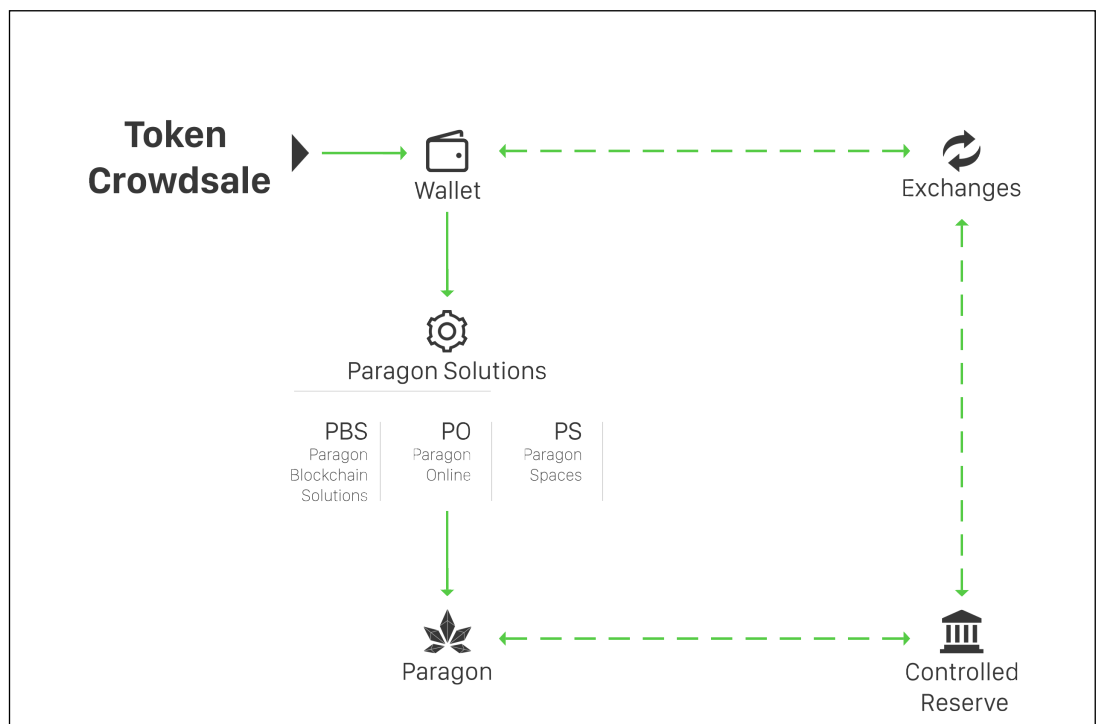 Token
Crowdsale
Wallet
Exchanges
Paragon Solutions
PBS
Paragon
Blockchain
Solutions
PO
Paragon
Online
PS
Paragon
Spaces
Paragon
Controlled
Reserve